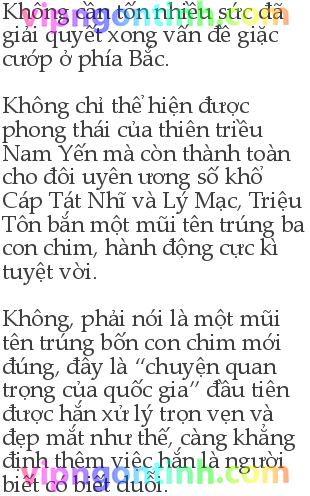 Không cần tốn nhiều sức đã
giải quyết xong vấn đề giặc
cướp ở phía Bắc.
Không chỉ thể hiện được
phong thái của thiên triều
Nam Yến mà còn thành toàn
cho đôi uyên ương số khổ
Cáp Tát Nhĩ và Lý Mạc, Triệu
Tôn bắn một mũi tên trúng ba
con chim, hành động cực kì
tuyệt vời.
Không, phải nói là một mũi
tên trúng bốn con chim mới
đúng, đây là “chuyện quan
trọng của quốc gia” đầu tiên
được hắn xử lý trọn vẹn và
đẹp mắt như thế, càng khẳng
định thêm việc hắn là người
biết co biết duỗi.
vipngontinh.com
vipngontinh.com